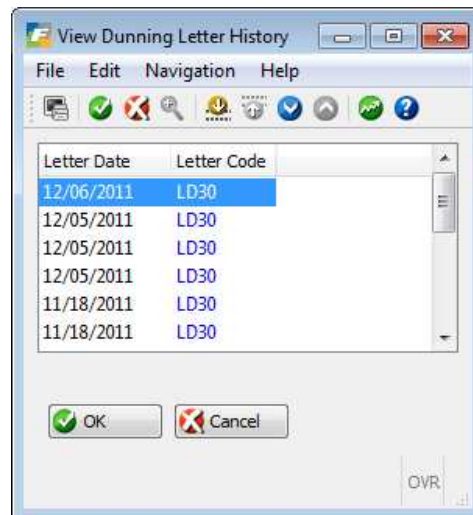 View Dunning Letter History
File Edit Navigation Help
Letter Date Letter Code
12/06/2011 LD30
12/05/2011 LD30
12/05/2011 LD30
12/05/2011 LD30
11/18/2011 LD30
11/18/2011 LD30
OK Cancel
OVR